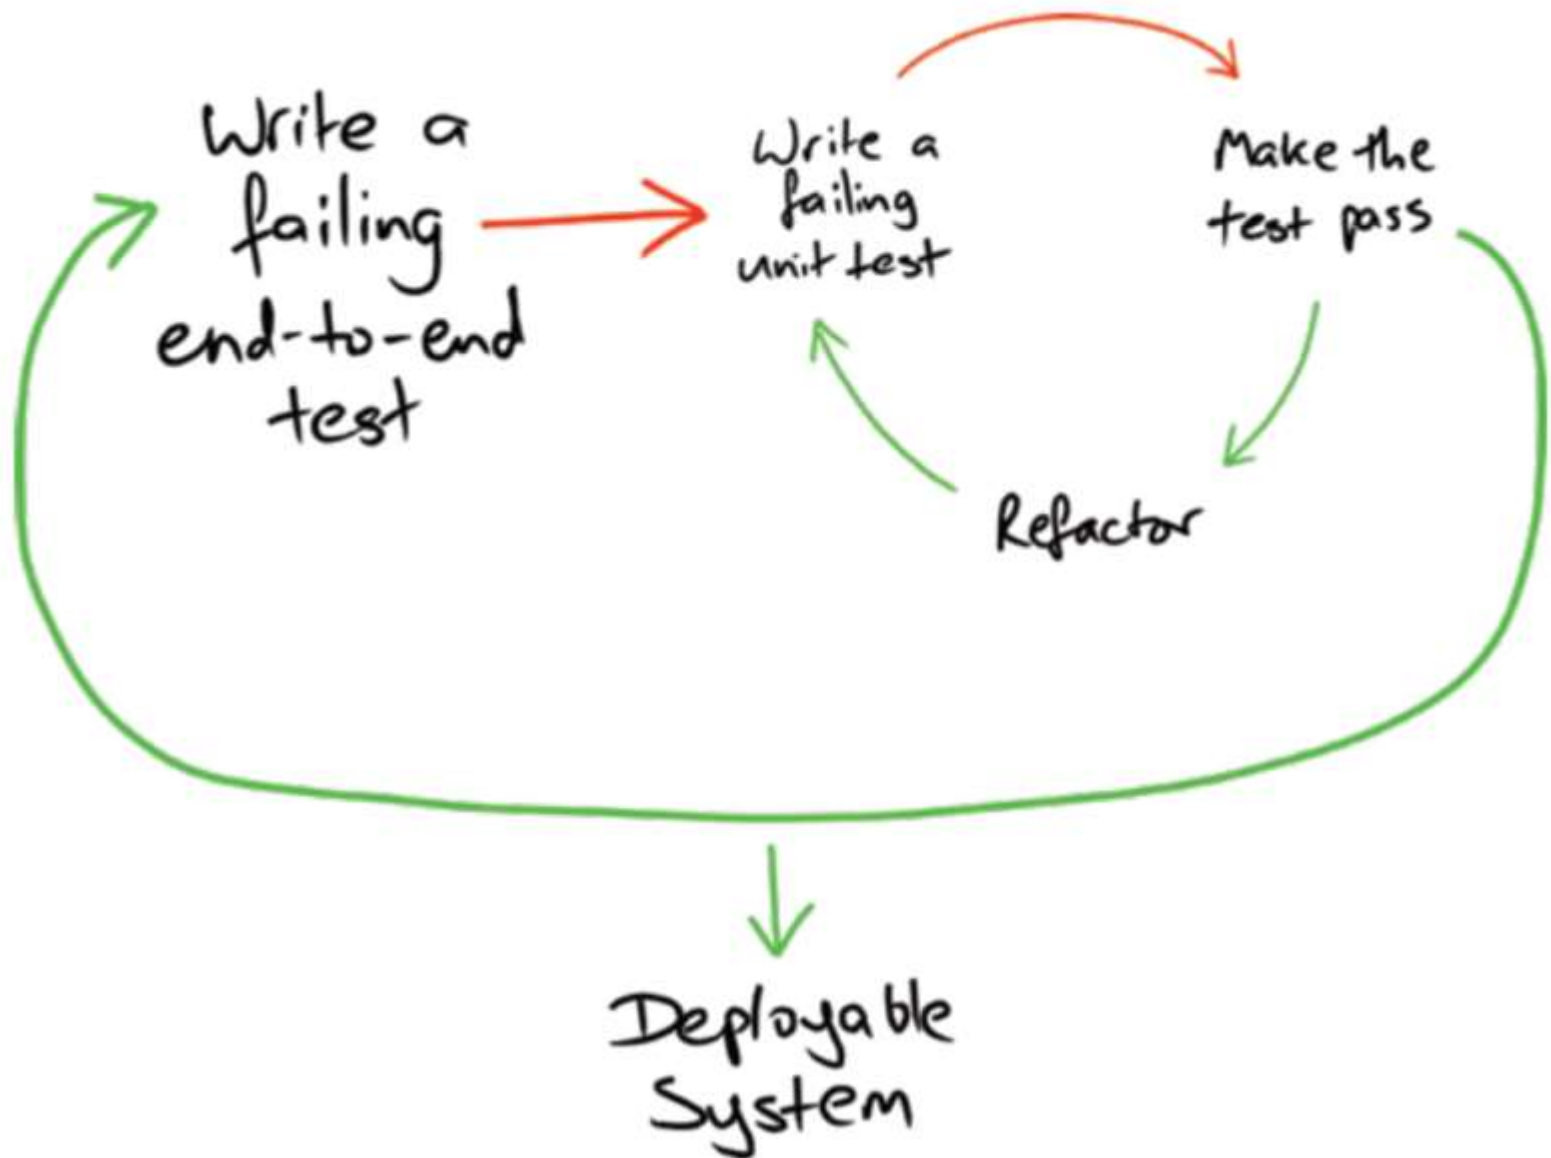 Write a
failing
end-to-end
test
Write a
failing
unit test
Make the
test pass
Refactor
Deployable
System